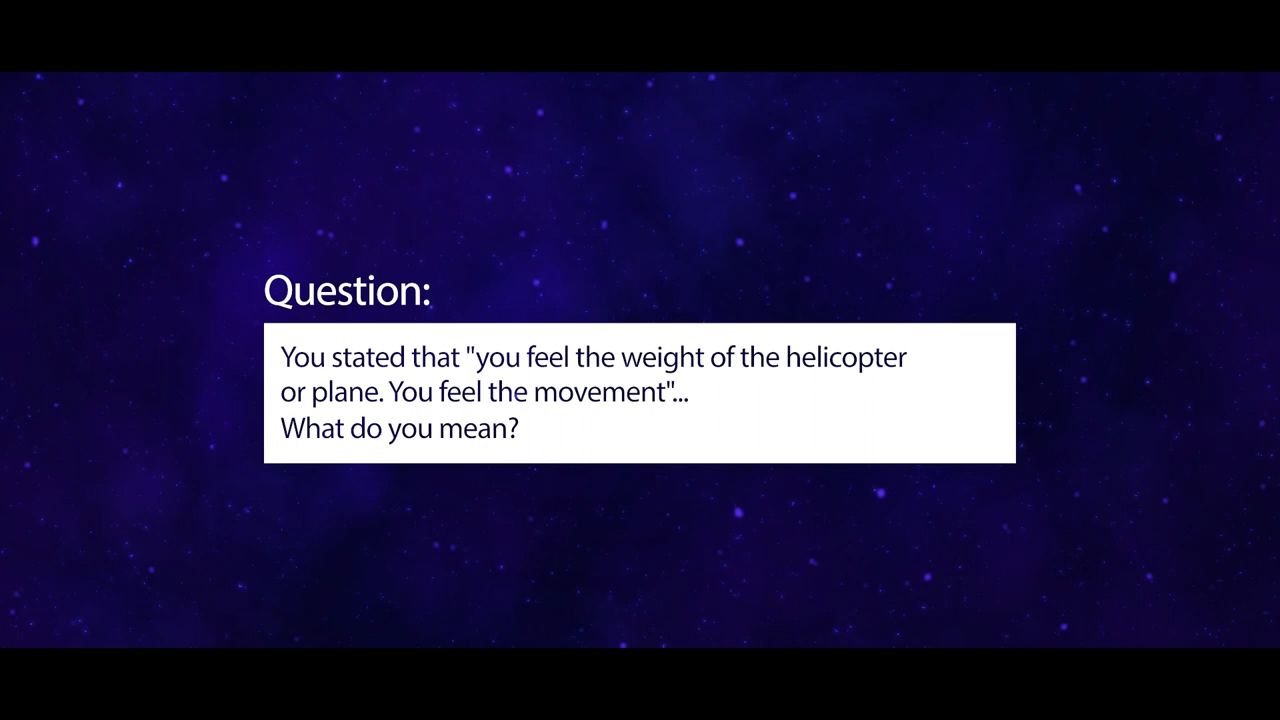 Question:
You stated that "you feel the weight of the helicopter
or plane. You feel the movement"...
What do you mean?